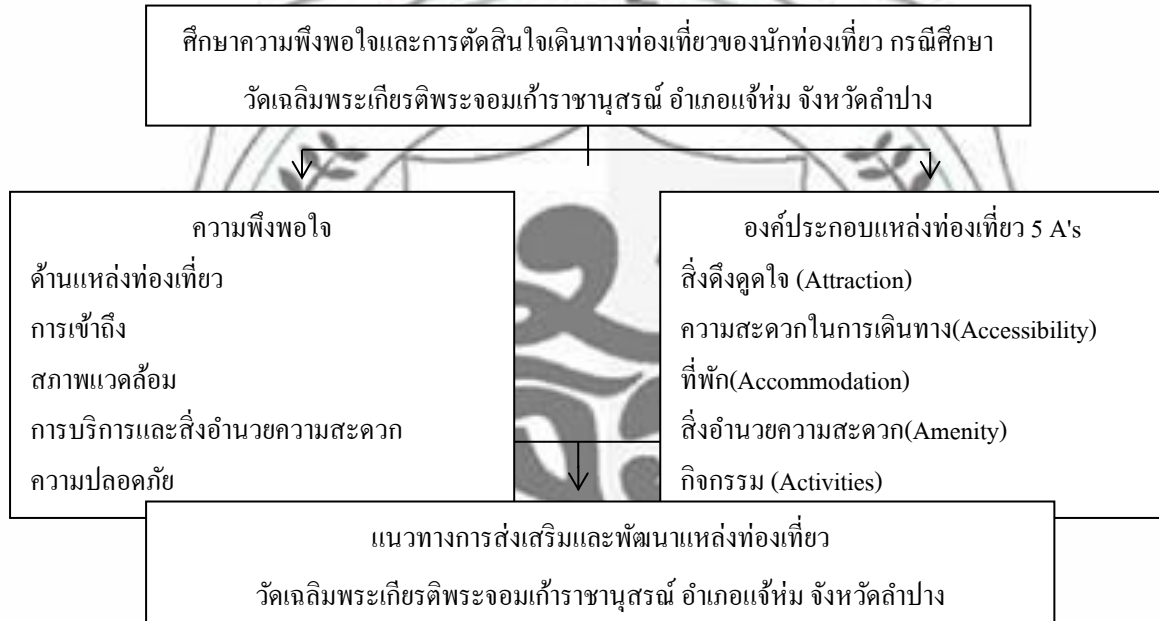 ศึกษาความพึงพอใจและการตัดสินใจเดินทางท่องเที่ยวของนักท่องเที่ยว กรณีศึกษา
วัดเฉลิมพระเกียรติพระจอมเก้าราชานุสรณ์ อำเภอแจ้ห่ม จังหวัดลำปาง
ความพึงพอใจ
ด้านแหล่งท่องเที่ยว
การเข้าถึง
สภาพแวดล้อม
การบริการและสิ่งอำนวยความสะดวก
ความปลอดภัย
องค์ประกอบแหล่งท่องเที่ยว 5 A's
สิ่งดึงดูดใจ (Attraction)
ความสะดวกในการเดินทาง(Accessibility)
ที่พัก(Accommodation)
สิ่งอำนวยความสะดวก(Amenity)
กิจกรรม (Activities)
แนวทางการส่งเสริมและพัฒนาแหล่งท่องเที่ยว
วัดเฉลิมพระเกียรติพระจอมเก้าราชานุสรณ์ อำเภอแจ้ห่ม จังหวัดลำปาง